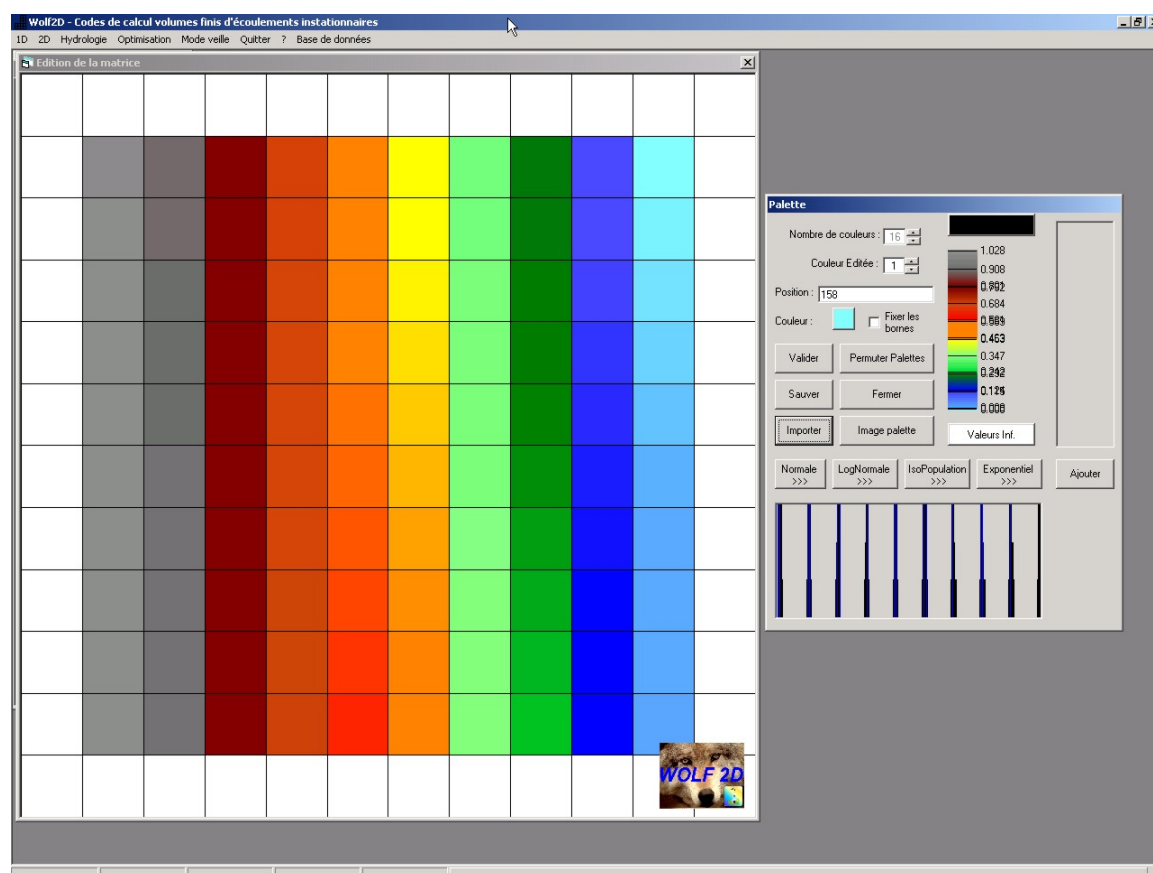 Wolf2D - Codes de calcul volumes finis d'écoulements instationnaires
1D 2D Hydrologie Optimisation Mode veille Quitter ? Base de données
Edition de la matrice
WOLF 2D
Palette
Nombre de couleurs : 16
Couleur Editée : 1
Position : 158
Couleur :
Fixer les
bornes
Valider
Permuter Palettes
Sauver
Fermer
Importer
Image palette
1.028
0.908
0.684
0.463
0.347
0.000
Valeurs Inf.
Normale
>>>
LogNormale
>>>
IsoPopulation
>>>
Exponentiel
>>>
Ajouter